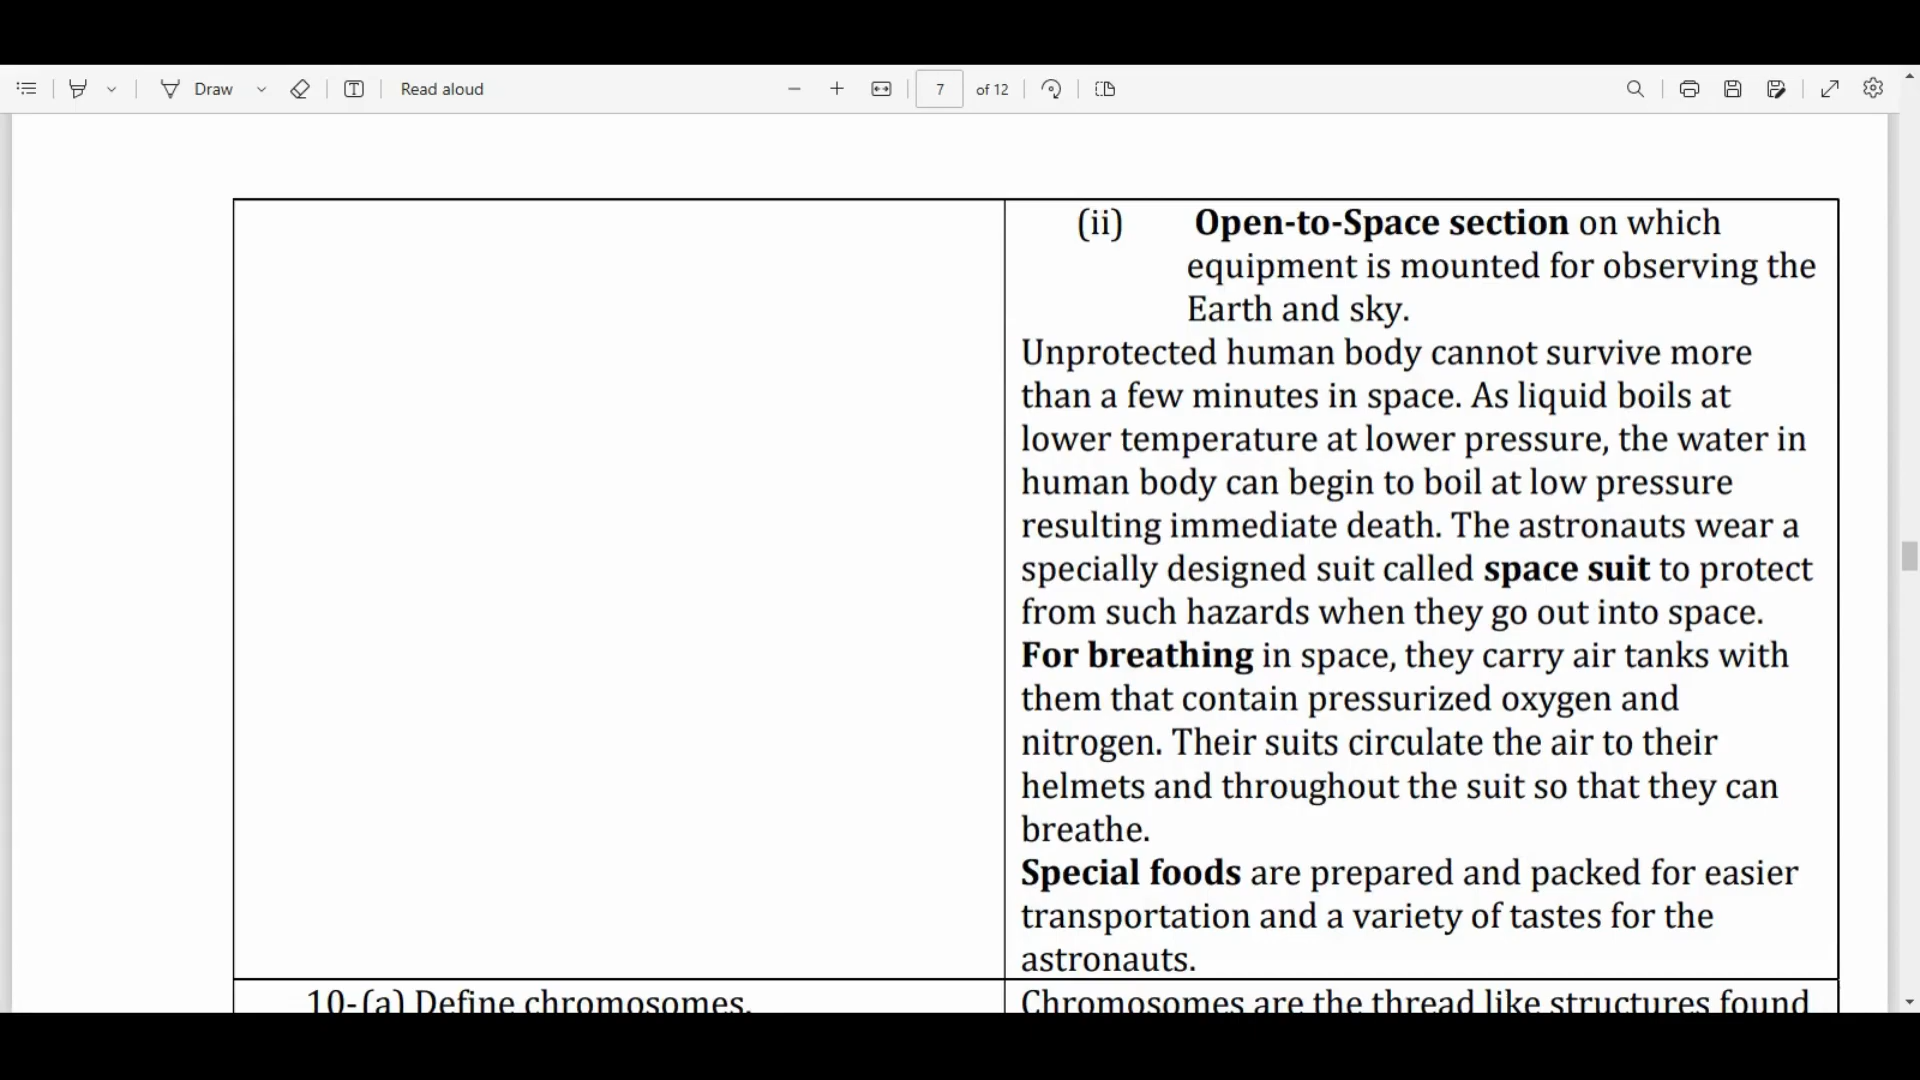 Draw
Read aloud
7 of 12
(ii) Open-to-Space section on which
equipment is mounted for observing the
Earth and sky.
Unprotected human body cannot survive more
than a few minutes in space. As liquid boils at
lower temperature at lower pressure, the water in
human body can begin to boil at low pressure
resulting immediate death. The astronauts wear a
specially designed suit called space suit to protect
from such hazards when they go out into space.
For breathing in space, they carry air tanks with
them that contain pressurized oxygen and
nitrogen. Their suits circulate the air to their
helmets and throughout the suit so that they can
breathe.
Special foods are prepared and packed for easier
transportation and a variety of tastes for the
astronauts.
10-(a) Define chromosomes.
Chromosomes are the thread like structures found